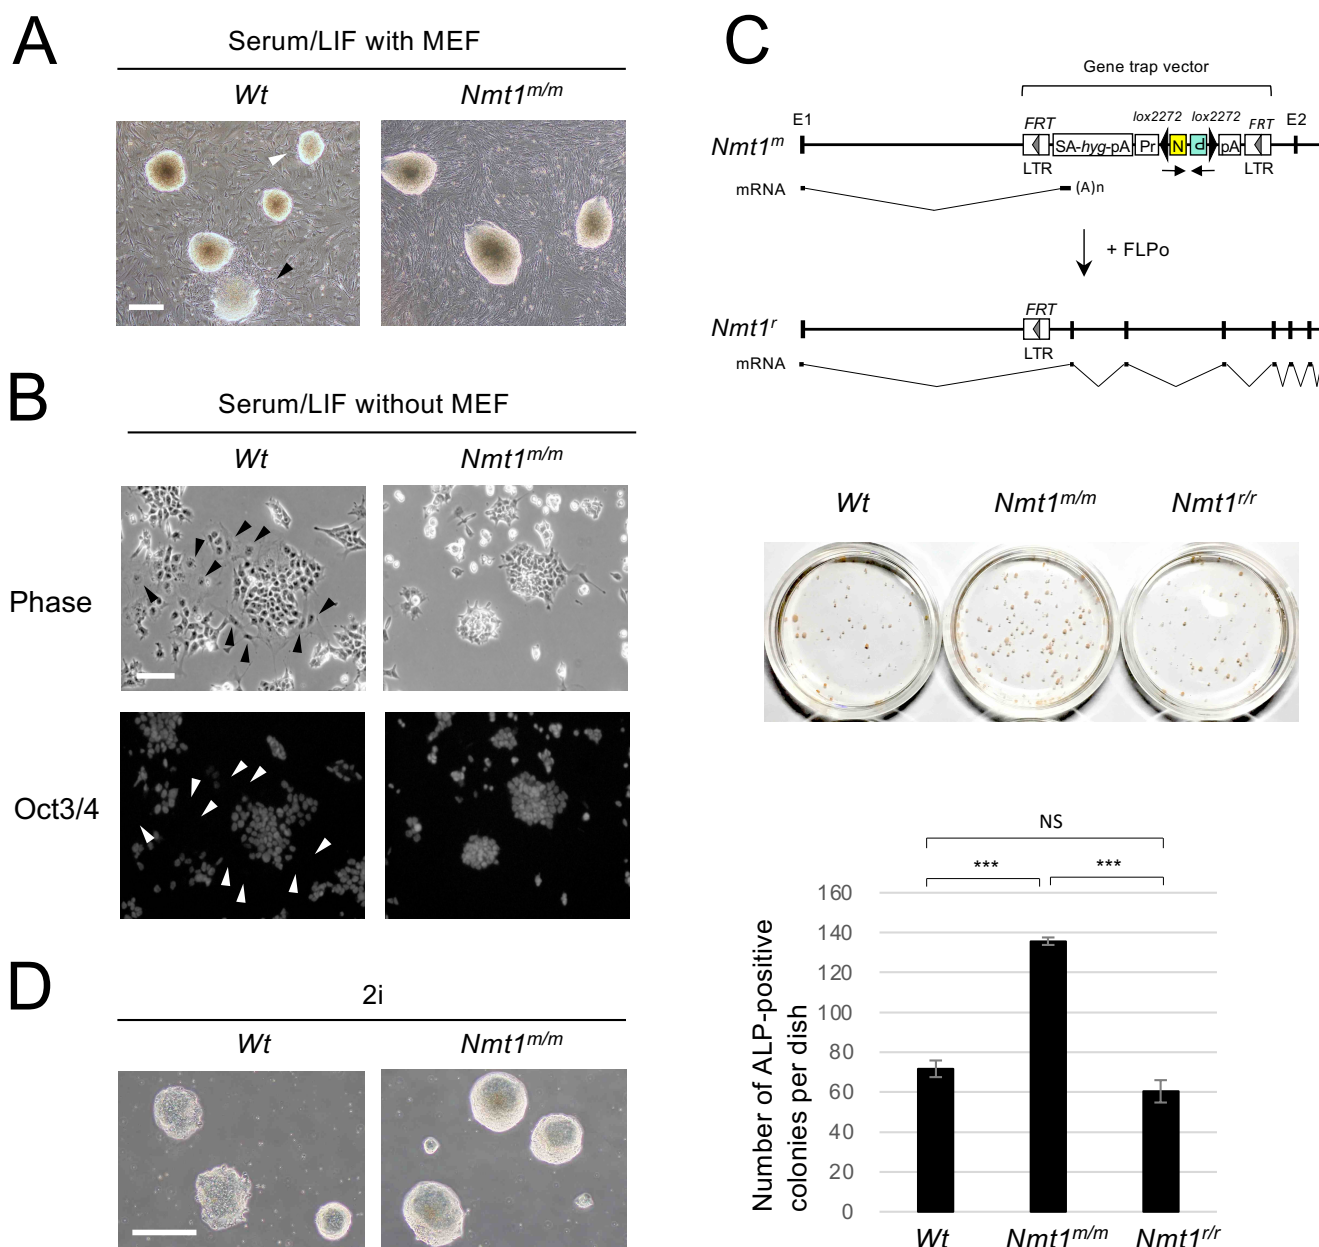 A
Serum/LIF with MEF
Wt
Nmt1m/m
B
Serum/LIF without MEF
Wt
Nmt1m/m
Phase
Oct3/4
D
2i
Wt
Nmt1m/m
C
Gene trap vector
E1
FRT
lox2272
lox2272
FRT
E2
Nmt1m
SA-hyg-pA
Pr
N
P
pA
LTR
LTR
mRNA
(A)n
+ FLPo
Nmt1r
FRT
LTR
mRNA
Wt
Nmt1m/m
Nmt1r/r
NS
***
***
Number of ALP-positive
colonies per dish
160
140
120
100
80
60
40
20
0
Wt
Nmt1m/m
Nmt1r/r